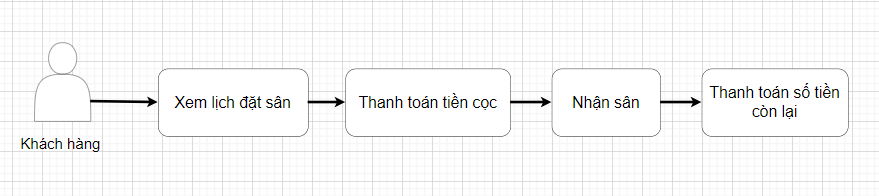 Khách hàng
Xem lịch đặt sân
Thanh toán tiền cọc
Nhận sân
Thanh toán số tiền
còn lại